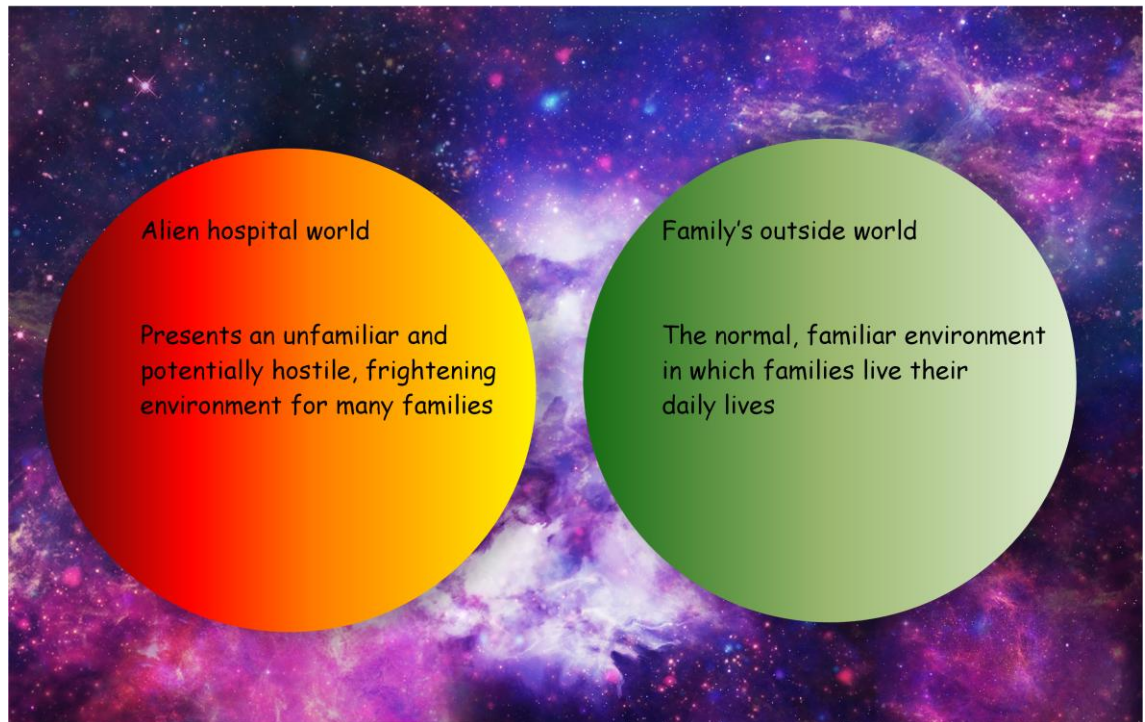 Alien hospital world
Presents an unfamiliar and
potentially hostile, frightening
environment for many families
Family's outside world
The normal, familiar environment
in which families live their
daily lives